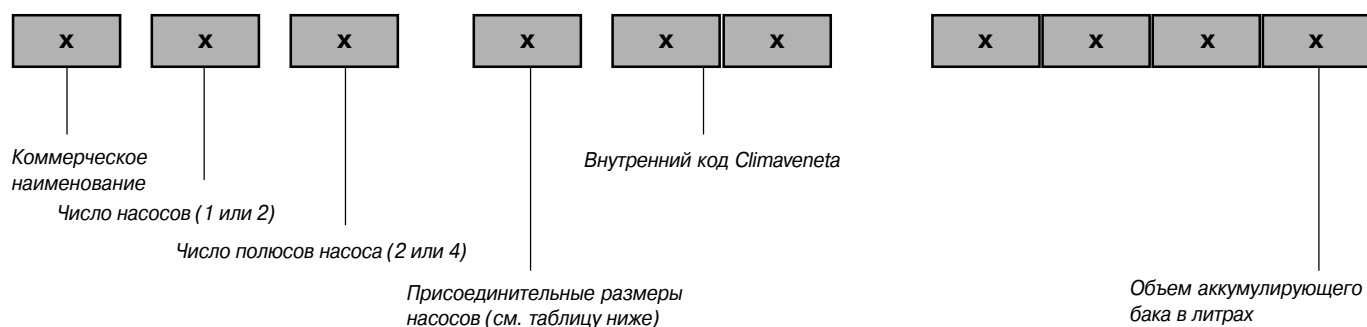 x x x x x x x x x x
Коммерческое
наименование
Число насосов (1 или 2)
Число полюсов насоса (2 или 4)
Присоединительные размеры
насосов (см. таблицу ниже)
Внутренний код Climaveneta
Объем аккумулирующего
бака в литрах